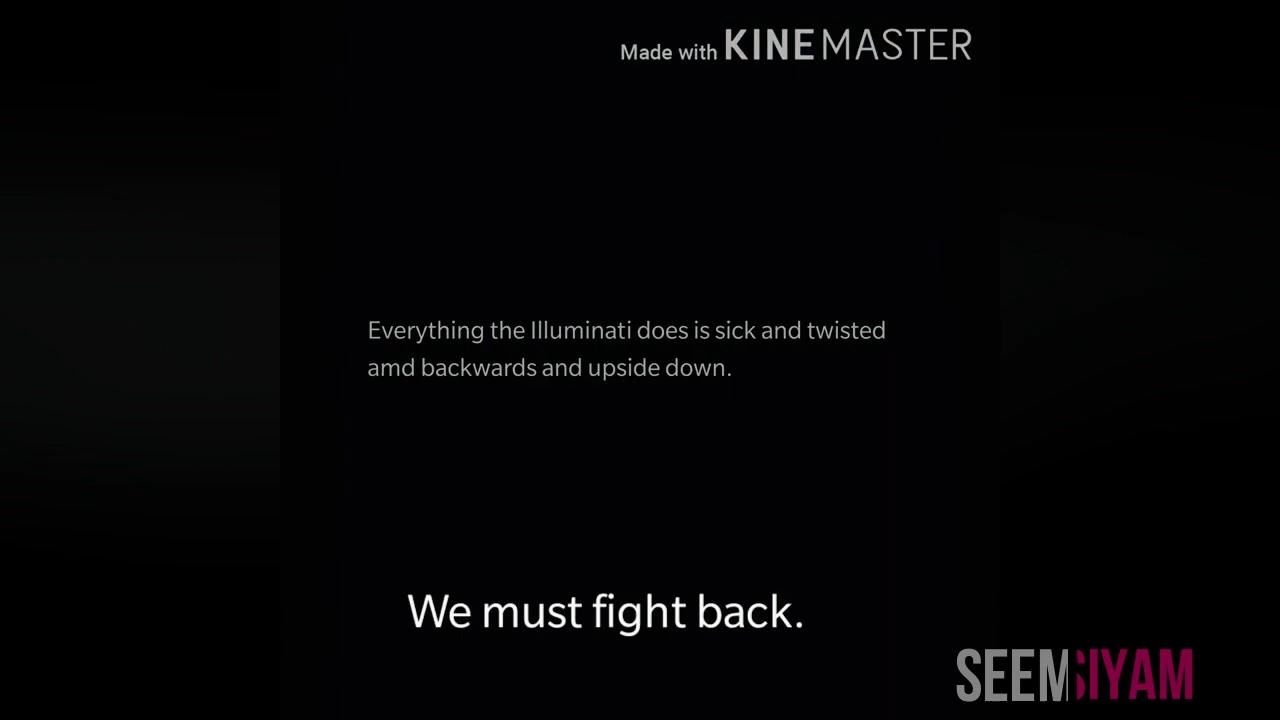 Made with KINEMASTER
Everything the Illuminati does is sick and twisted
amd backwards and upside down.
We must fight back.